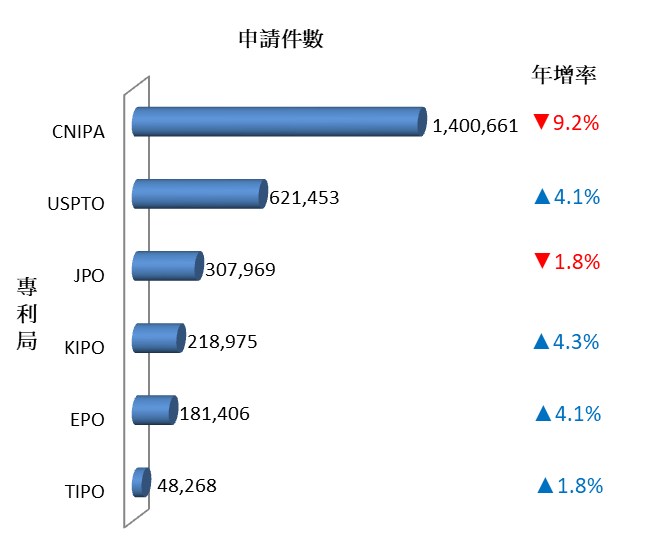 申請件數
年增率
CNIPA 1,400,661 ▼9.2%
USPTO 621,453 ▲4.1%
JPO 307,969 ▼1.8%
專利局
KIPO 218,975 ▲4.3%
EPO 181,406 ▲4.1%
TIPO 48,268 ▲1.8%